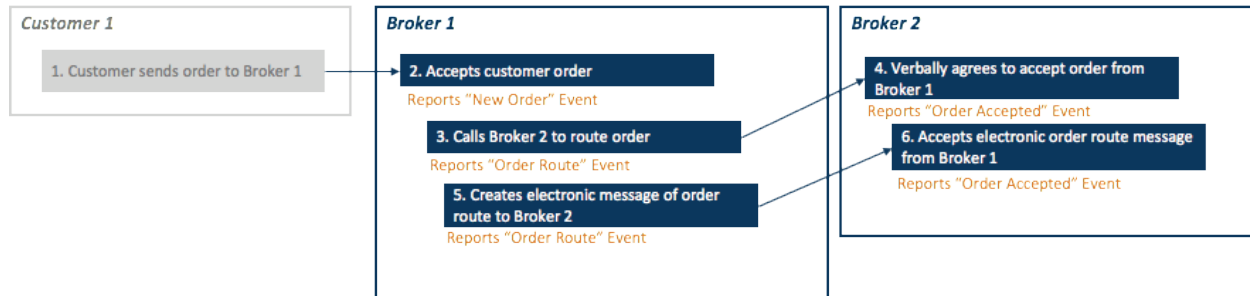 Customer 1
1. Customer sends order to Broker 1
Broker 1
2. Accepts customer order
Reports “New Order” Event
3. Calls Broker 2 to route order
Reports “Order Route” Event
5. Creates electronic message of order
route to Broker 2
Reports “Order Route” Event
Broker 2
4. Verbally agrees to accept order from
Broker 1
Reports “Order Accepted” Event
6. Accepts electronic order route message
from Broker 1
Reports “Order Accepted” Event